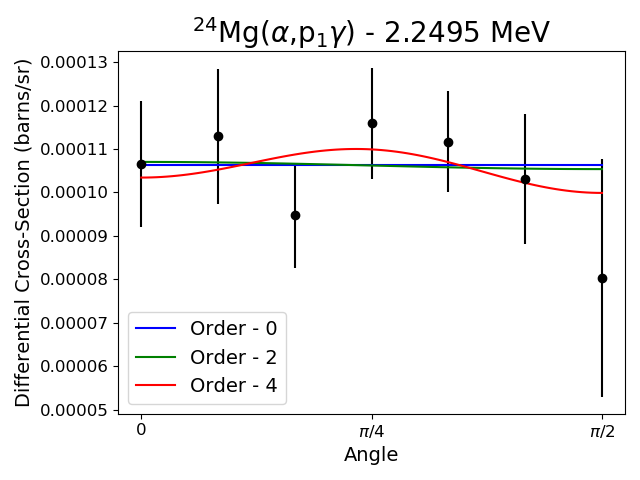 ²⁴Mg(α,p₁γ) - 2.2495 MeV
Differential Cross-Section (barns/sr)
0.00013
0.00012
0.00011
0.00010
0.00009
0.00008
0.00007
0.00006
0.00005
Order - 0
Order - 2
Order - 4
0 π/4 π/2
Angle